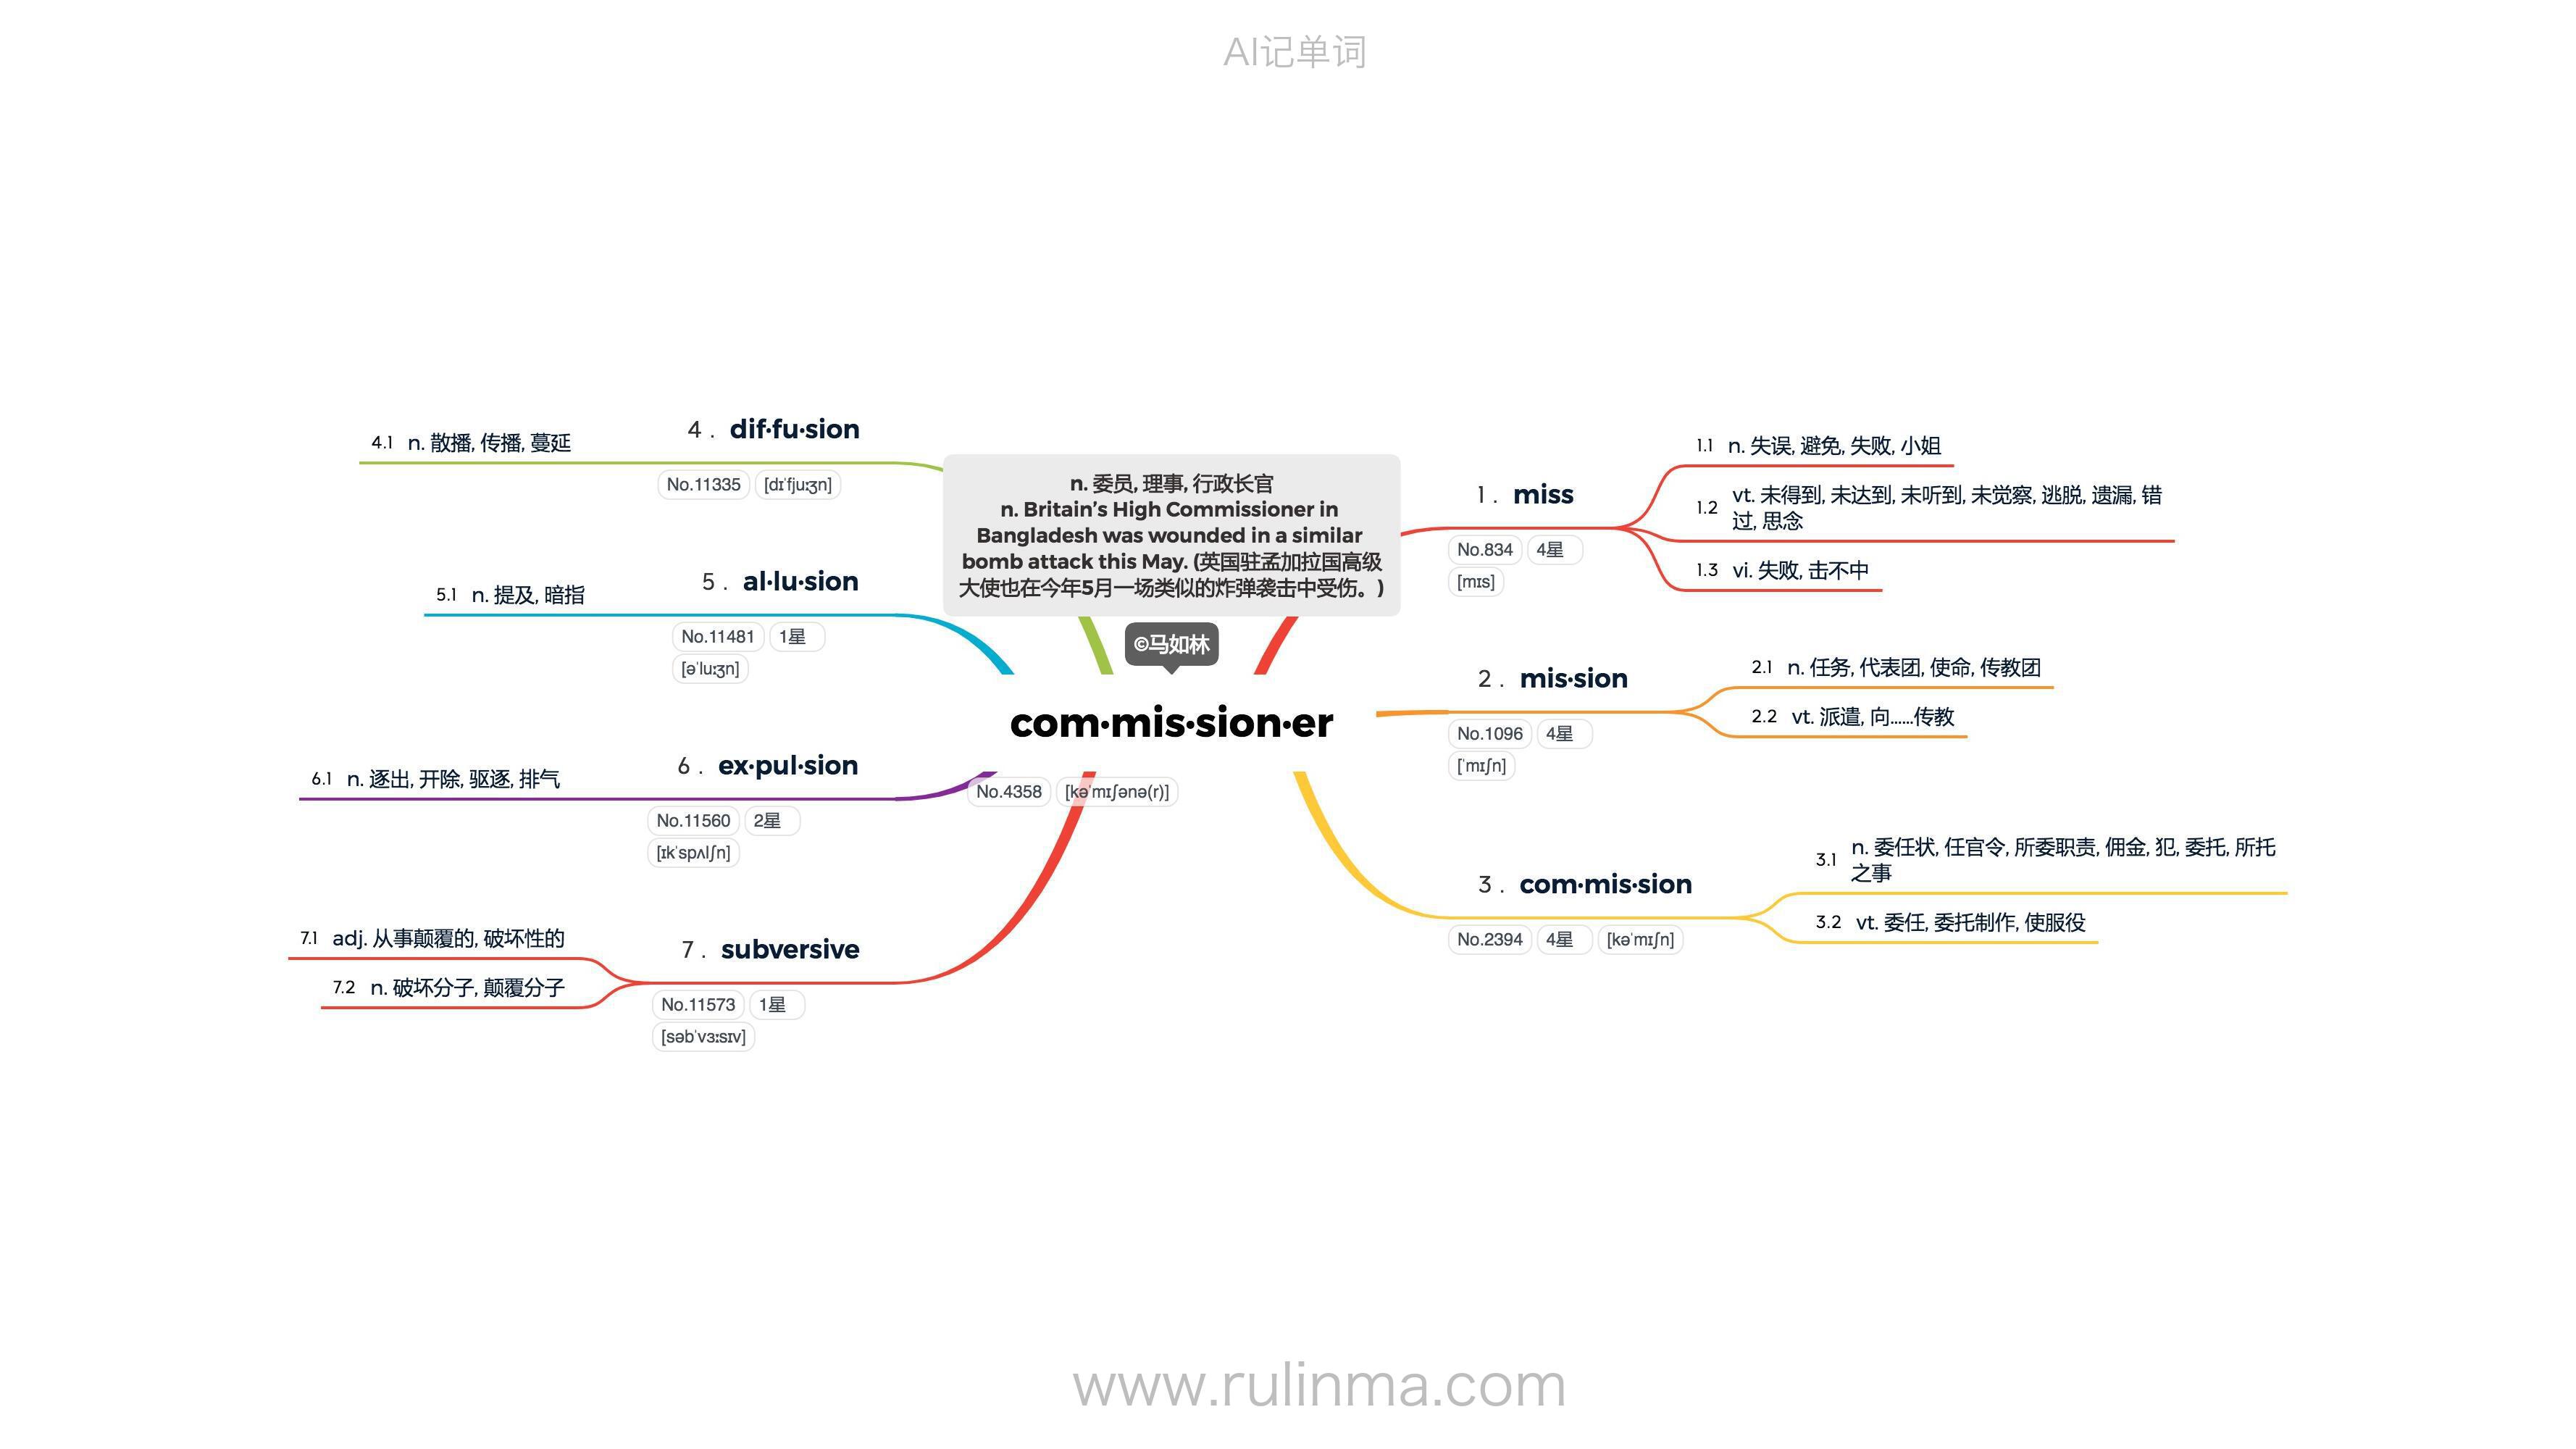 AI记单词
n. 委员, 理事, 行政长官
n. Britain’s High Commissioner in
Bangladesh was wounded in a similar
bomb attack this May. (英国驻孟加拉国高级
大使也在今年5月一场类似的炸弹袭击中受伤。)
©马如林
com·mis·sion·er
No.4358 [kəˈmɪʃənə(r)]
1. miss
No.834 4星
[mɪs]
1.1 n. 失误, 避免, 失败, 小姐
1.2 vt. 未得到, 未达到, 未听到, 未觉察, 逃脱, 遗漏, 错
过, 思念
1.3 vi. 失败, 击不中
2. mis·sion
No.1096 4星
[ˈmɪʃn]
2.1 n. 任务, 代表团, 使命, 传教团
2.2 vt. 派遣, 向……传教
3. com·mis·sion
No.2394 4星 [kəˈmɪʃn]
3.1 n. 委任状, 任官令, 所委职责, 佣金, 犯, 委托, 所托
之事
3.2 vt. 委任, 委托制作, 使服役
4. dif·fu·sion
No.11335 [dɪˈfjuːʒn]
4.1 n. 散播, 传播, 蔓延
5. al·lu·sion
No.11481 1星
[əˈluːʒn]
5.1 n. 提及, 暗指
6. ex·pul·sion
No.11560 2星
[ɪkˈspʌlʃn]
6.1 n. 逐出, 开除, 驱逐, 排气
7. subversive
No.11573 1星
[səbˈvɜːsɪv]
7.1 adj. 从事颠覆的, 破坏性的
7.2 n. 破坏分子, 颠覆分子
www.rulinma.com